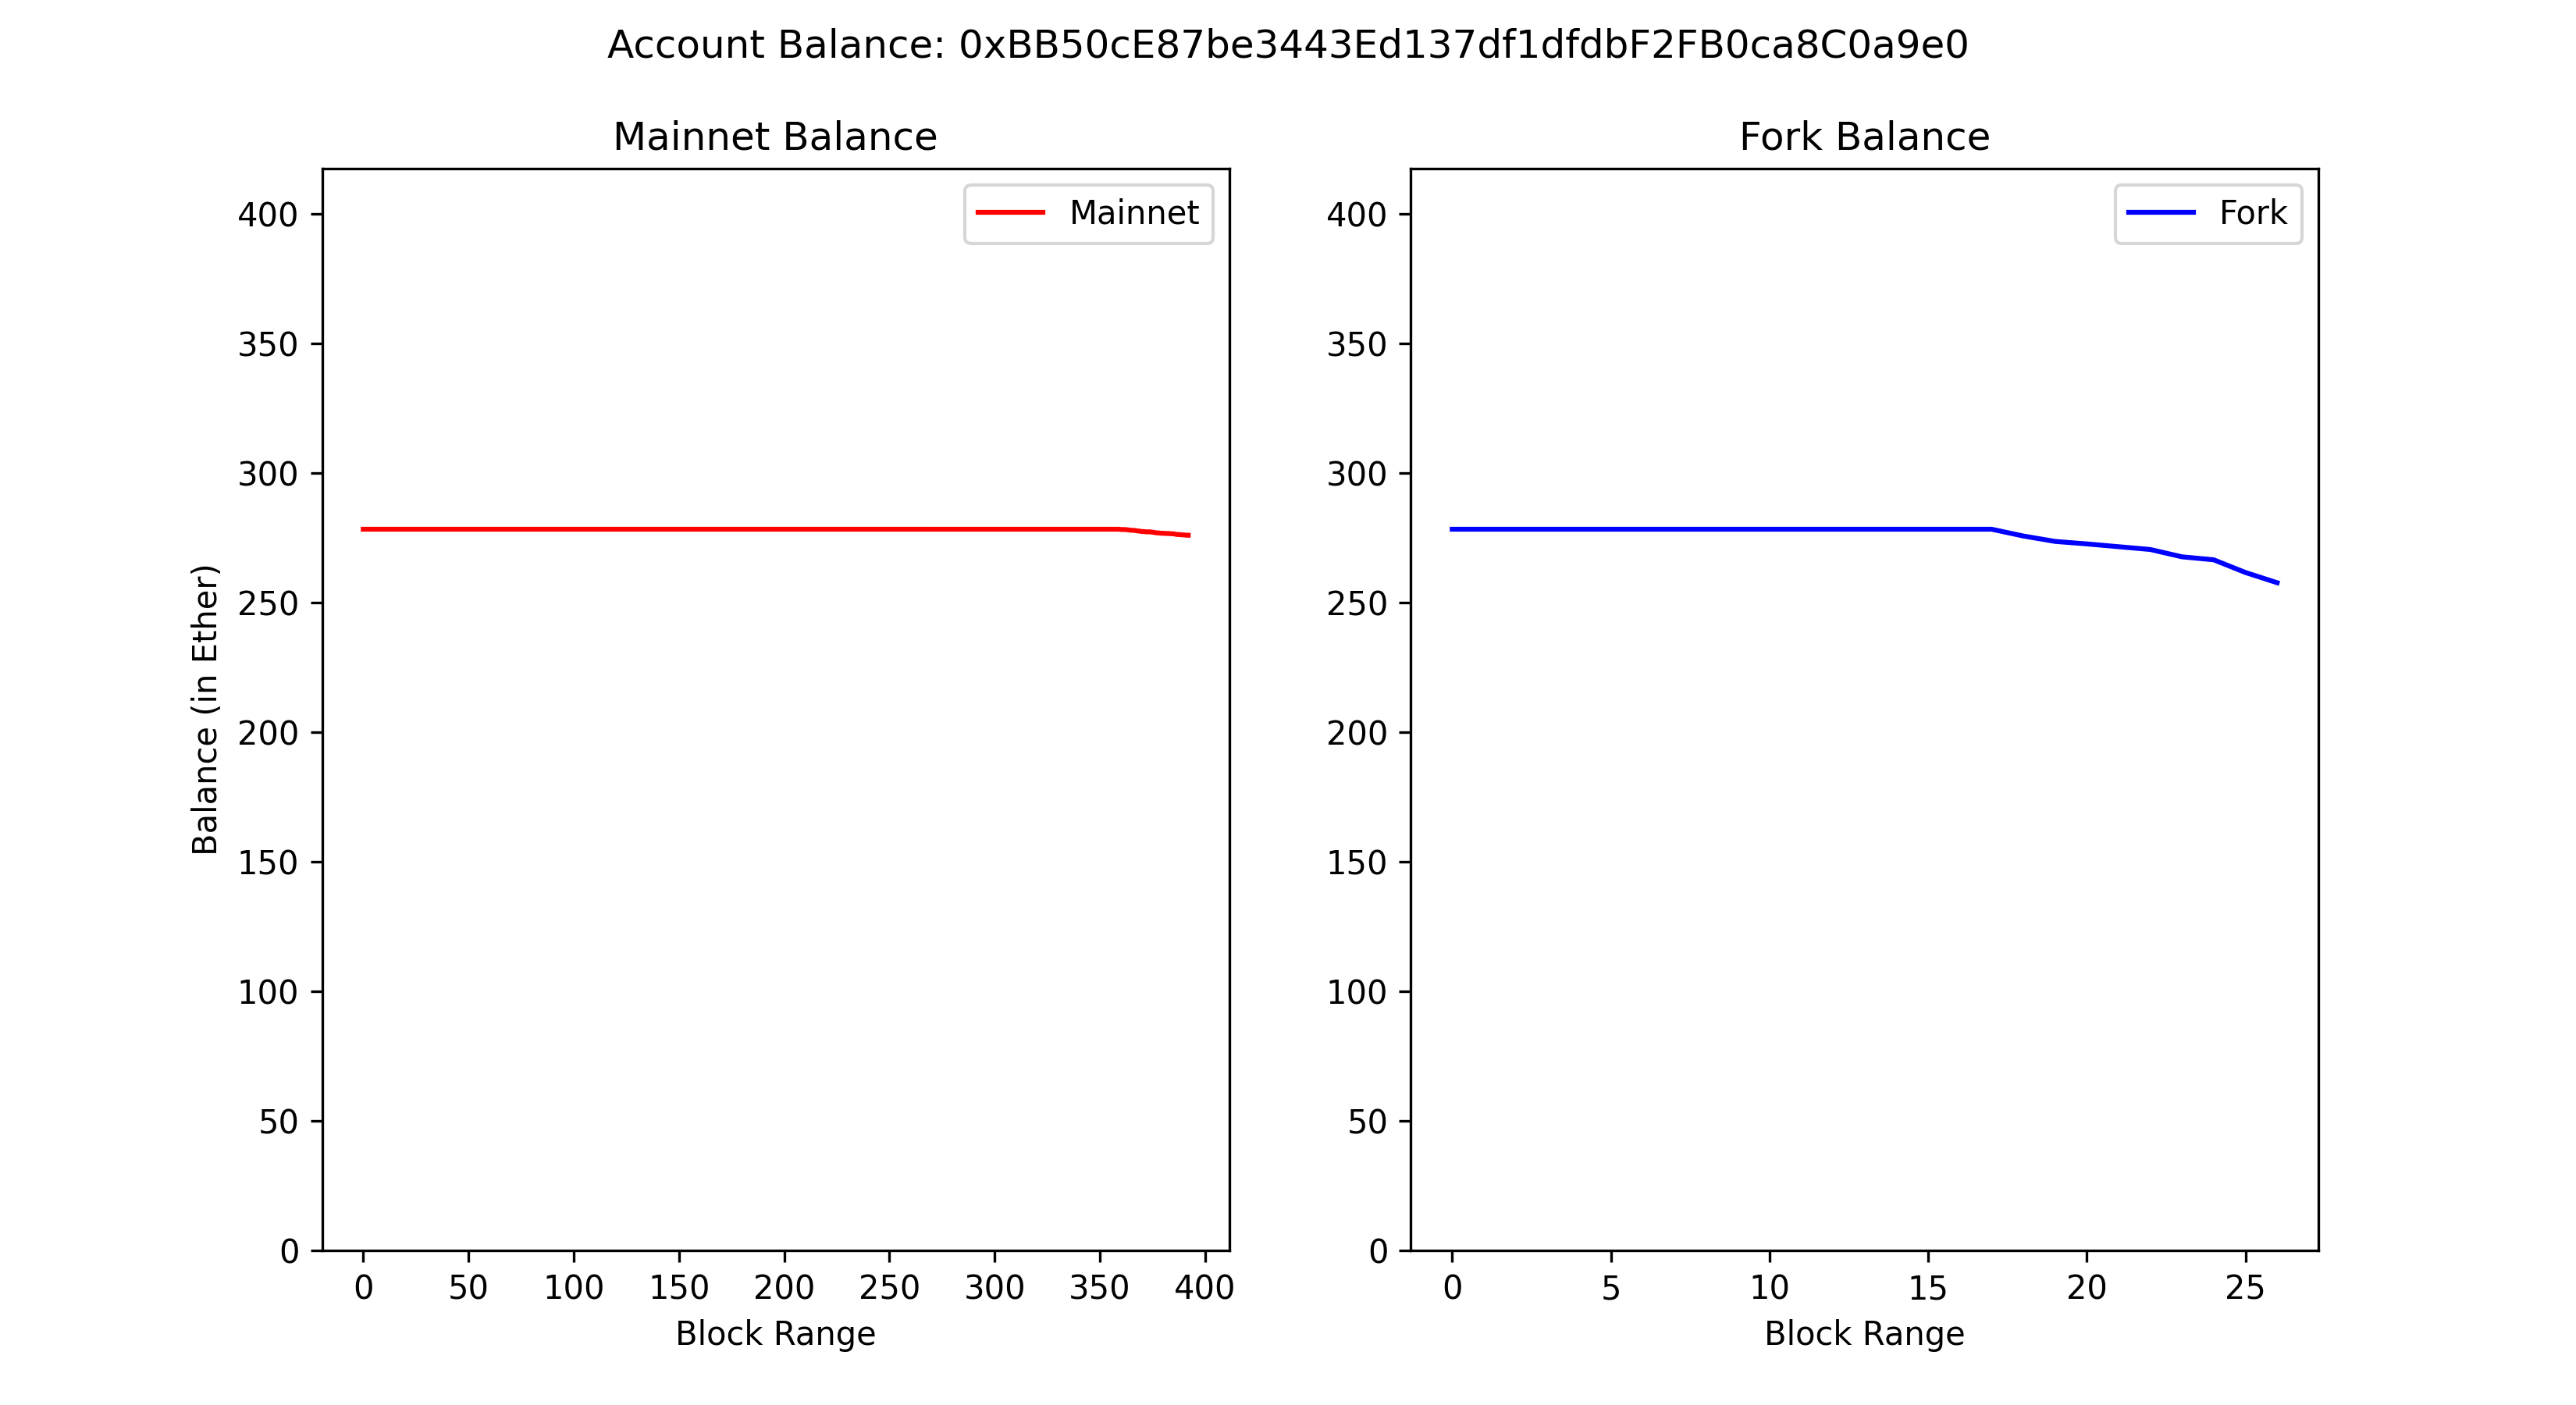 Account Balance: 0xBB50cE87be3443Ed137df1dfdbF2FB0ca8C0a9e0
Mainnet Balance
Mainnet
400
350
300
250
200
150
100
50
0
Balance (in Ether)
0 50 100 150 200 250 300 350 400
Block Range
Fork Balance
Fork
400
350
300
250
200
150
100
50
0
0 5 10 15 20 25
Block Range